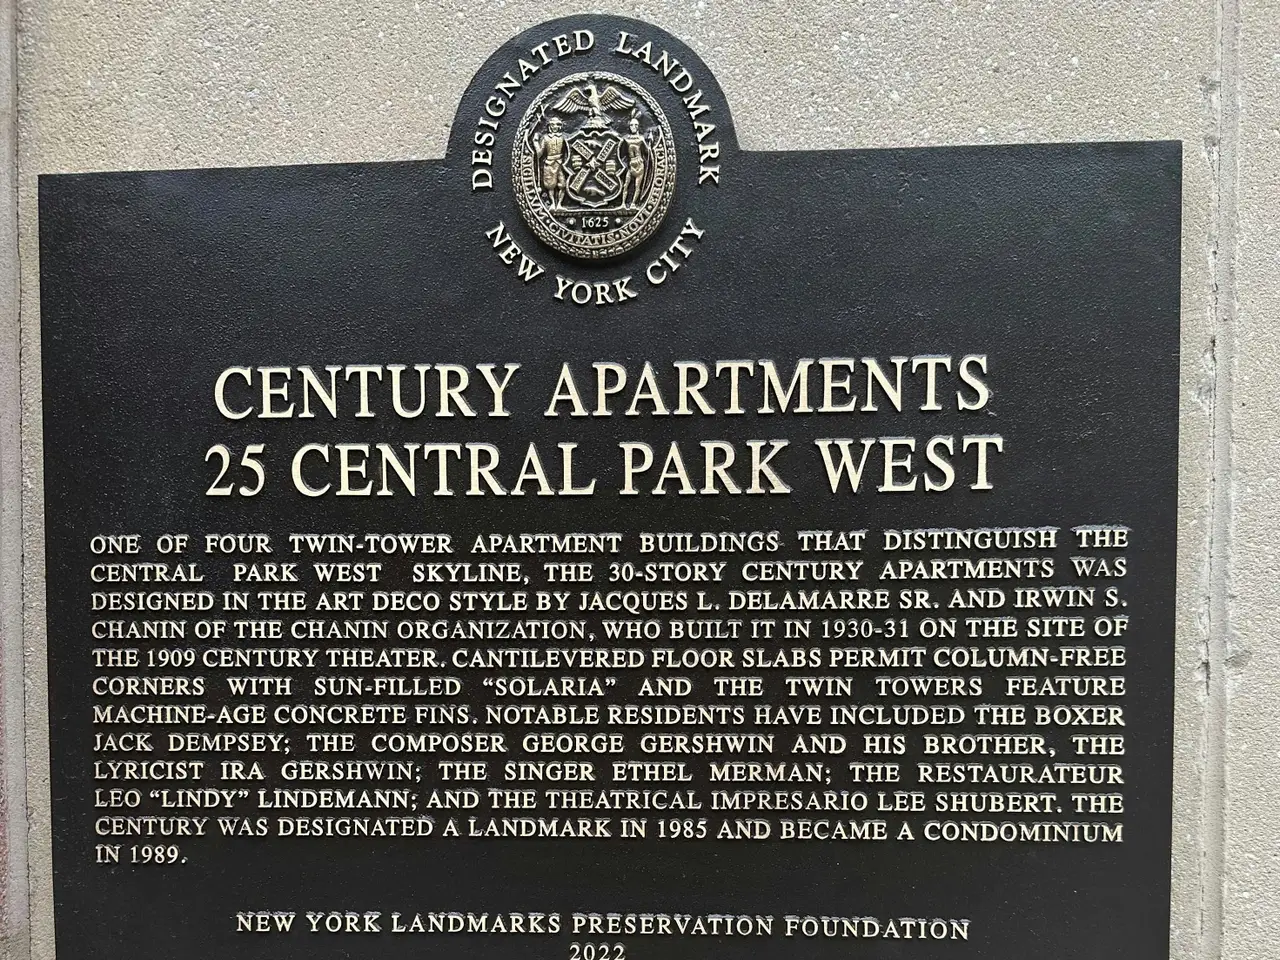 DESIGNATED LANDMARK
SIGILLVM · CIVITATIS · NOVI · EBORACI
1625
NEW YORK CITY
CENTURY APARTMENTS
25 CENTRAL PARK WEST
ONE OF FOUR TWIN-TOWER APARTMENT BUILDINGS THAT DISTINGUISH THE
CENTRAL PARK WEST SKYLINE, THE 30-STORY CENTURY APARTMENTS WAS
DESIGNED IN THE ART DECO STYLE BY JACQUES L. DELAMARRE SR. AND IRWIN S.
CHANIN OF THE CHANIN ORGANIZATION, WHO BUILT IT IN 1930-31 ON THE SITE OF
THE 1909 CENTURY THEATER. CANTILEVERED FLOOR SLABS PERMIT COLUMN-FREE
CORNERS WITH SUN-FILLED “SOLARIA” AND THE TWIN TOWERS FEATURE
MACHINE-AGE CONCRETE FINS. NOTABLE RESIDENTS HAVE INCLUDED THE BOXER
JACK DEMPSEY; THE COMPOSER GEORGE GERSHWIN AND HIS BROTHER, THE
LYRICIST IRA GERSHWIN; THE SINGER ETHEL MERMAN; THE RESTAURATEUR
LEO “LINDY” LINDEMANN; AND THE THEATRICAL IMPRESARIO LEE SHUBERT. THE
CENTURY WAS DESIGNATED A LANDMARK IN 1985 AND BECAME A CONDOMINIUM
IN 1989.
NEW YORK LANDMARKS PRESERVATION FOUNDATION
2022